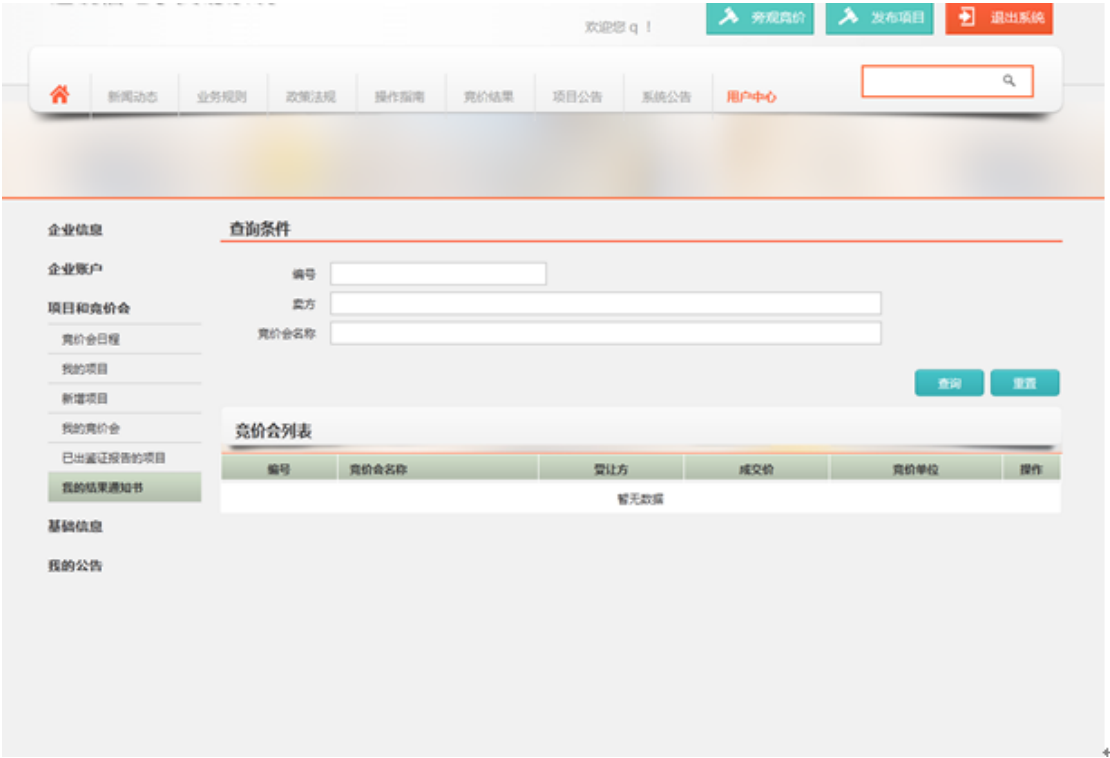 欢迎您 q ！
旁观竞价
发布项目
退出系统
新闻动态
业务规则
政策法规
操作指南
竞价结果
项目公告
系统公告
用户中心
企业信息
企业账户
项目和竞价会
竞价会日程
我的项目
新增项目
我的竞价会
已出鉴证报告的项目
我的结果通知书
基础信息
我的公告
查询条件
编号
卖方
竞价会名称
查询
重置
竞价会列表
编号 竞价会名称 受让方 成交价 竞价单位 操作
暂无数据